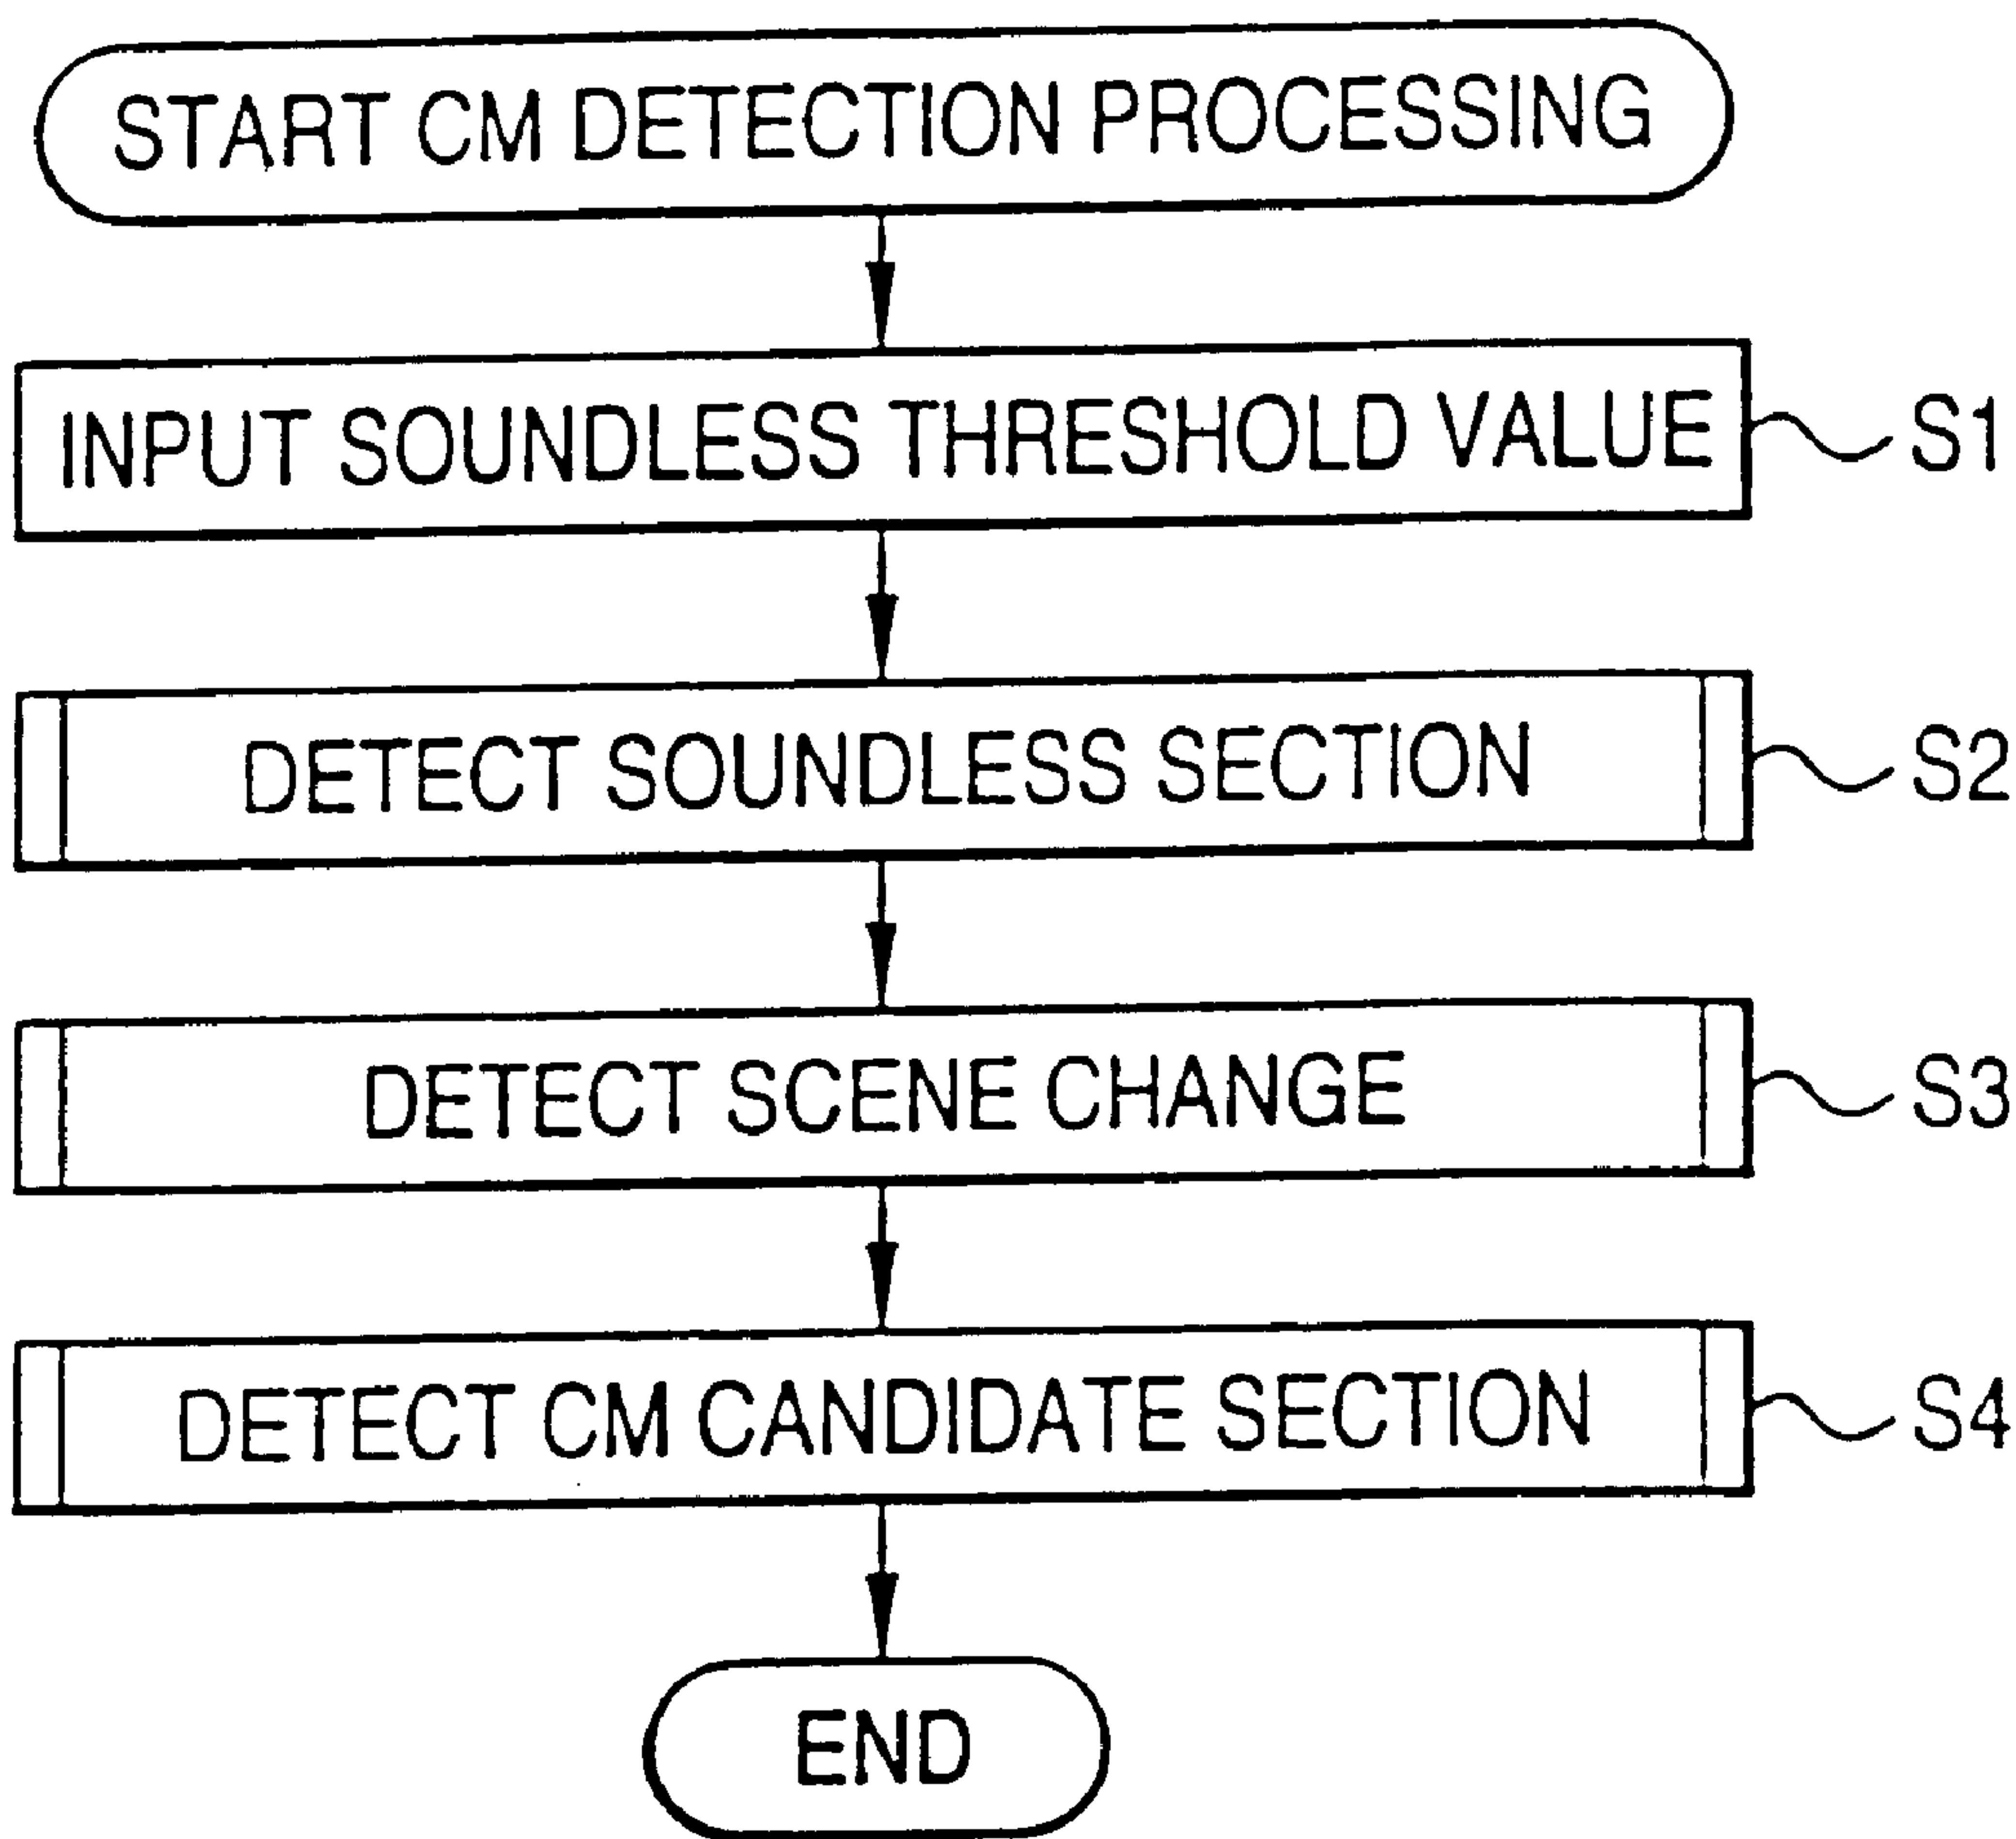 START CM DETECTION PROCESSING
INPUT SOUNDLESS THRESHOLD VALUE S1
DETECT SOUNDLESS SECTION S2
DETECT SCENE CHANGE S3
DETECT CM CANDIDATE SECTION S4
END